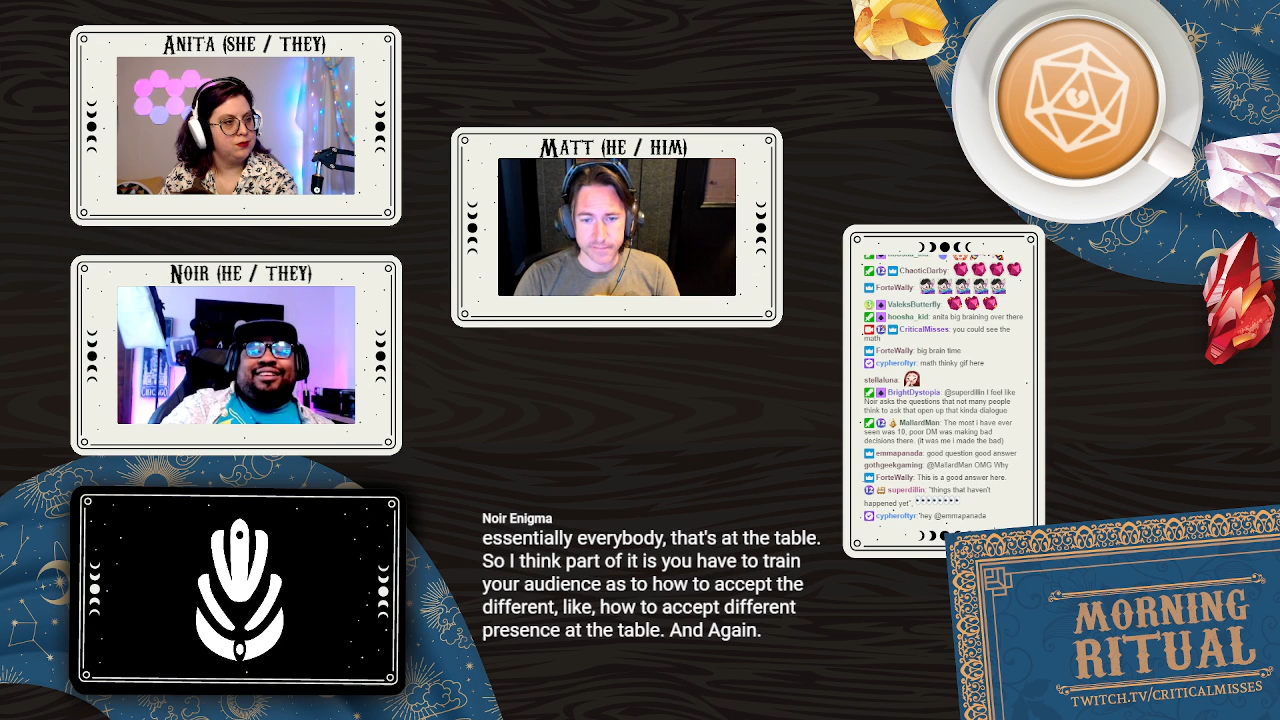 Anita (she / they)
Matt (he / him)
Noir (he / they)
ChaoticDarby:
ForteWally:
ValeksButterfly:
hoosha_kid: anita big braining over there
CriticalMisses: you could see the
math
ForteWally: big brain time
cypheroftyr: math thinky gif here
stellaluna:
BrightDystopia: @superdillin I feel like
Noir asks the questions that not many people
think to ask that open up that kinda dialogue
MallardMan: The most i have ever
seen was 10, poor DM was making bad
decisions there. (it was me i made the bad)
emmapanada: good question good answer
gothgeekgaming: @MallardMan OMG Why
ForteWally: This is a good answer here.
superdillin: "things that haven't
happened yet",
cypheroftyr: hey @emmapanada
Noir Enigma
essentially everybody, that's at the table.
So I think part of it is you have to train
your audience as to how to accept the
different, like, how to accept different
presence at the table. And Again.
Morning
Ritual
twitch.tv/criticalmisses